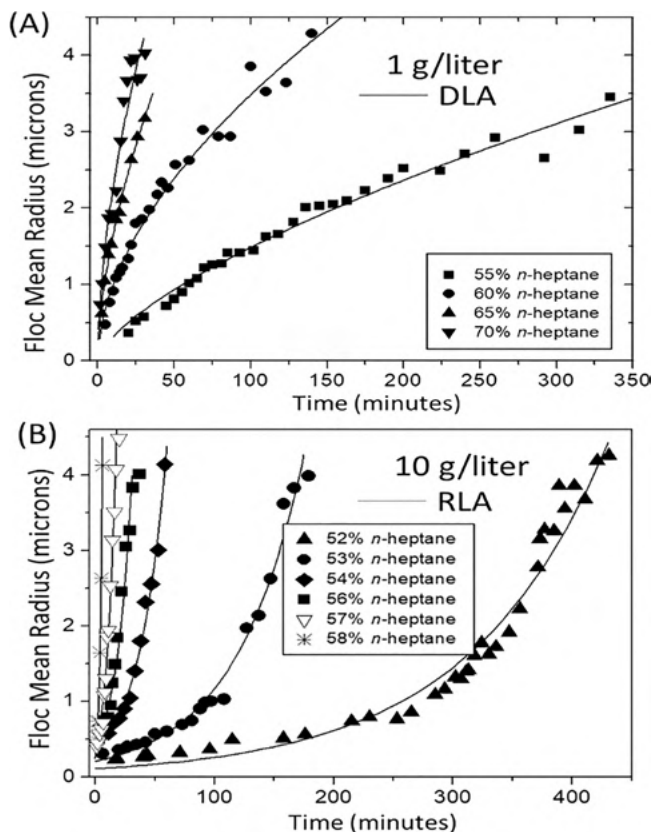 (A)
4
3
2
1
0
Floc Mean Radius (microns)
1 g/liter
DLA
55% n-heptane
60% n-heptane
65% n-heptane
70% n-heptane
0 50 100 150 200 250 300 350
Time (minutes)
(B)
4
3
2
1
0
Floc Mean Radius (microns)
10 g/liter
RLA
52% n-heptane
53% n-heptane
54% n-heptane
56% n-heptane
57% n-heptane
58% n-heptane
0 100 200 300 400
Time (minutes)